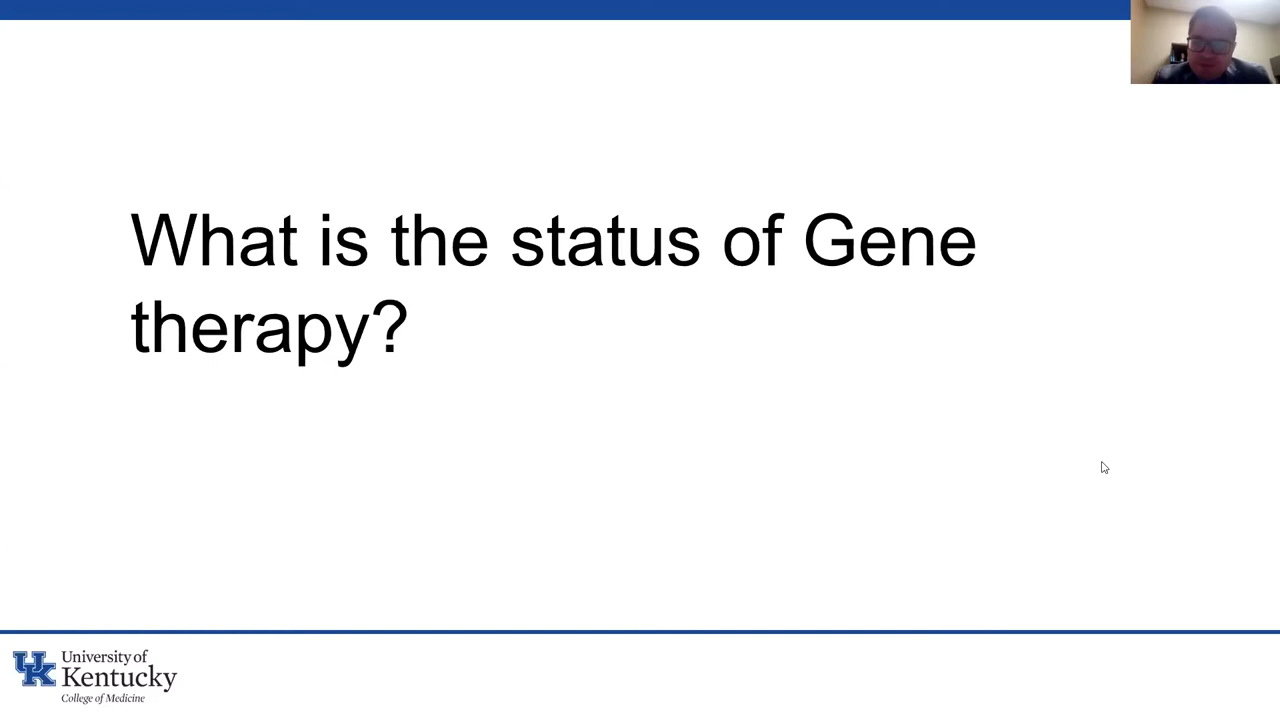 What is the status of Gene
therapy?
UK
University of
Kentucky
College of Medicine